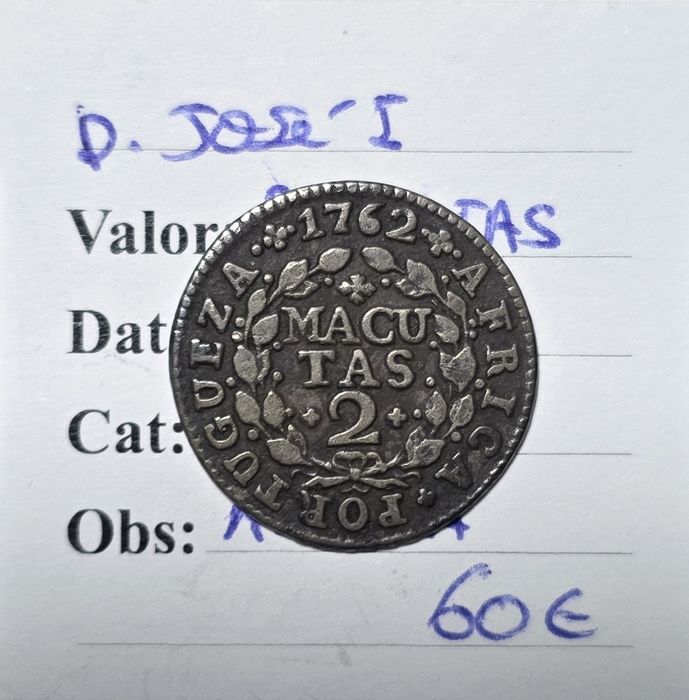 D. José I
Valor TAS
Dat
Cat:
Obs:
60€
1762 AFRICA PORTUGUEZA
MACU
TAS.
2